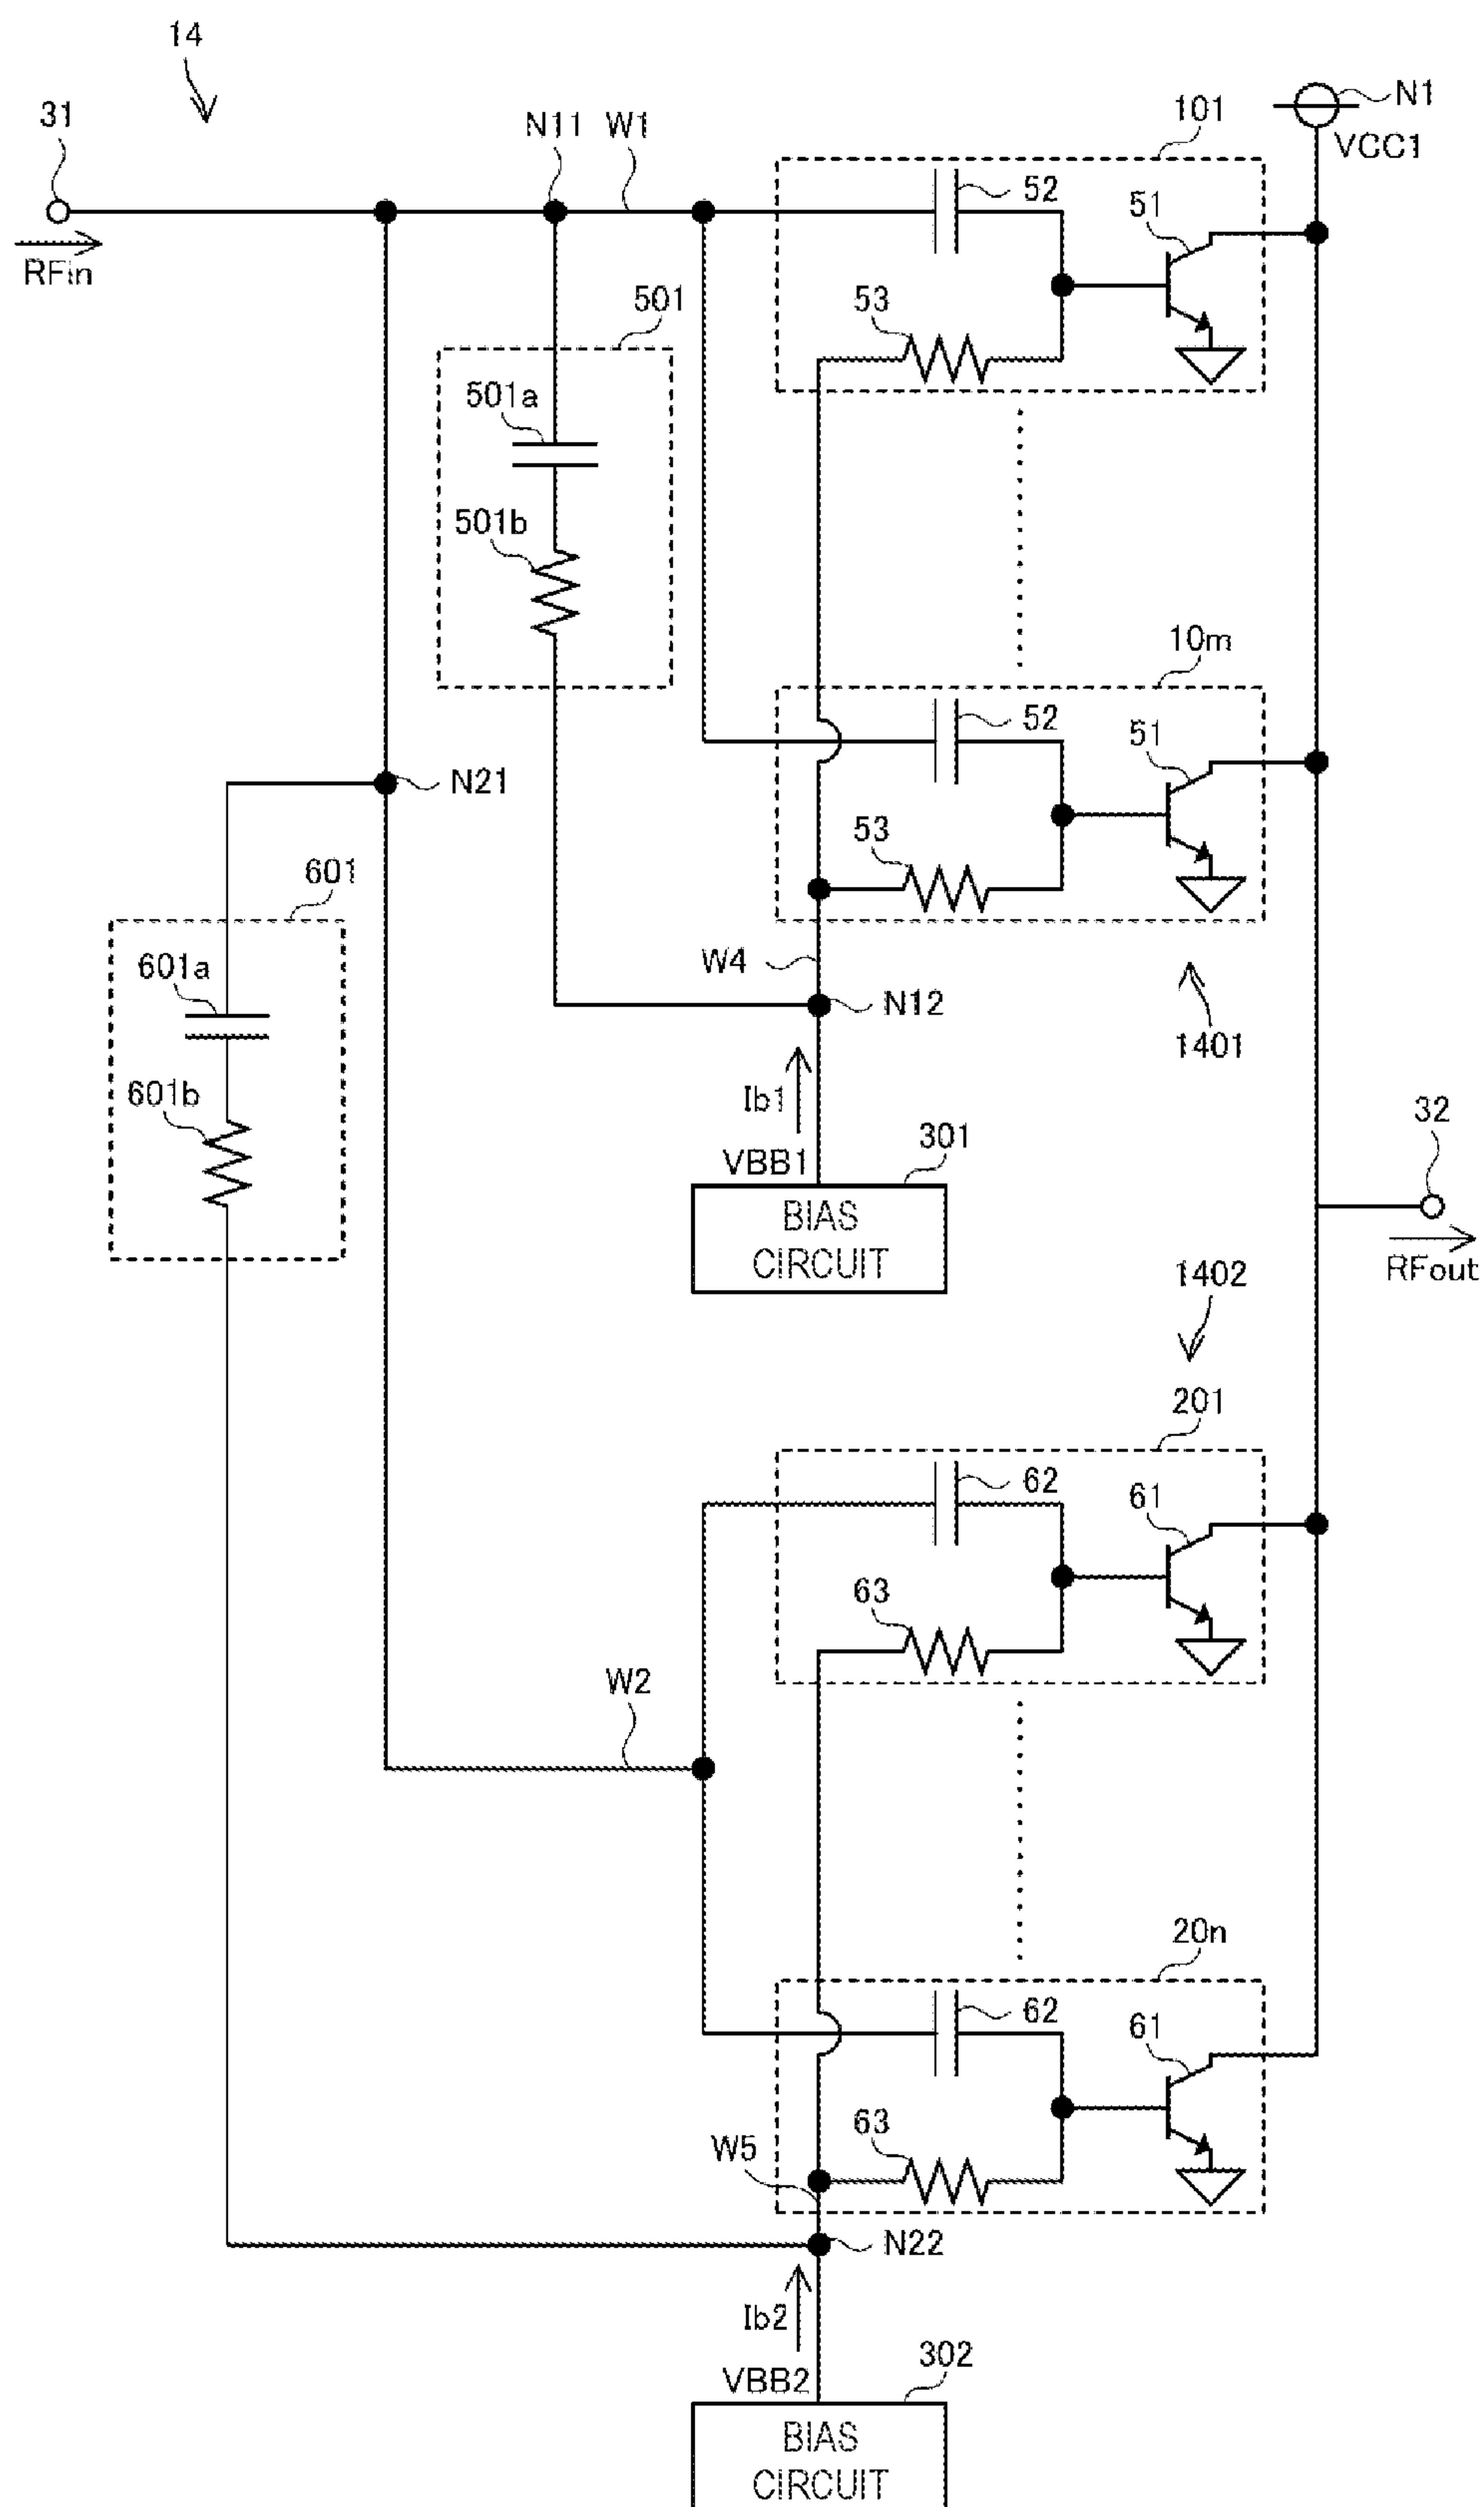 14
31
N11
W1
101
N1
VCC1
52
51
RFin
53
501
501a
501b
10m
52
51
N21
53
601
601a
W4
N12
1401
601b
Ib1
32
VBB1
301
BIAS
CIRCUIT
RFout
1402
201
62
61
63
W2
20n
62
61
63
W5
N22
Ib2
302
VBB2
BIAS
CIRCUIT